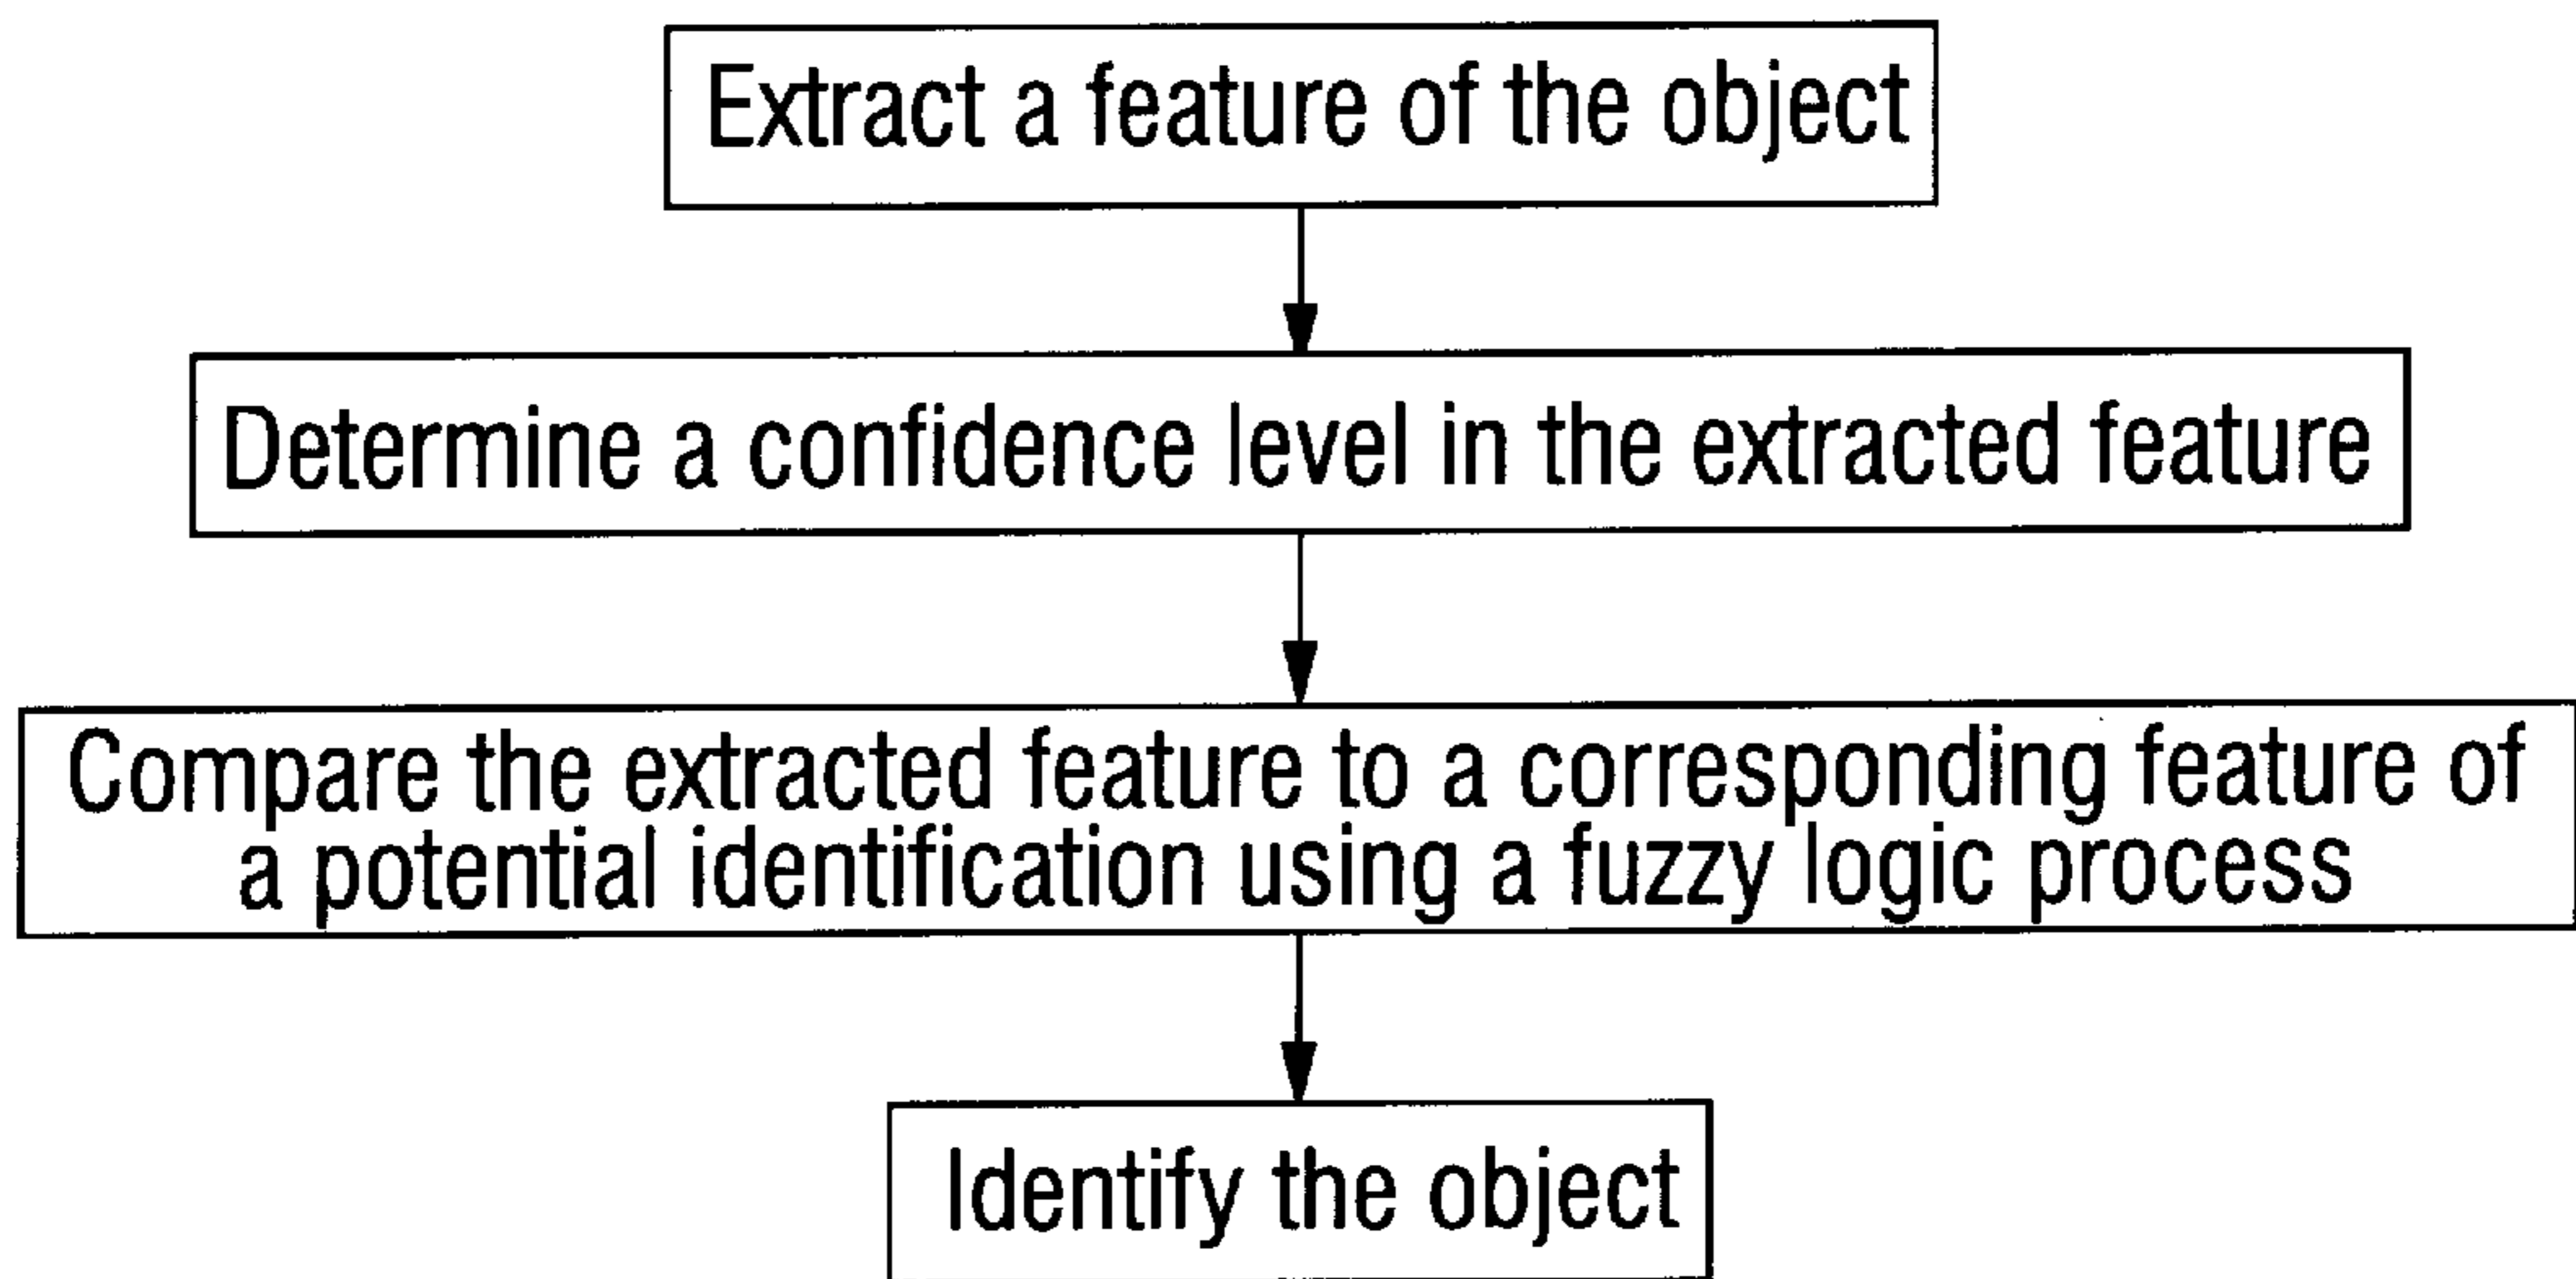 Extract a feature of the object
Determine a confidence level in the extracted feature
Compare the extracted feature to a corresponding feature of
a potential identification using a fuzzy logic process
Identify the object